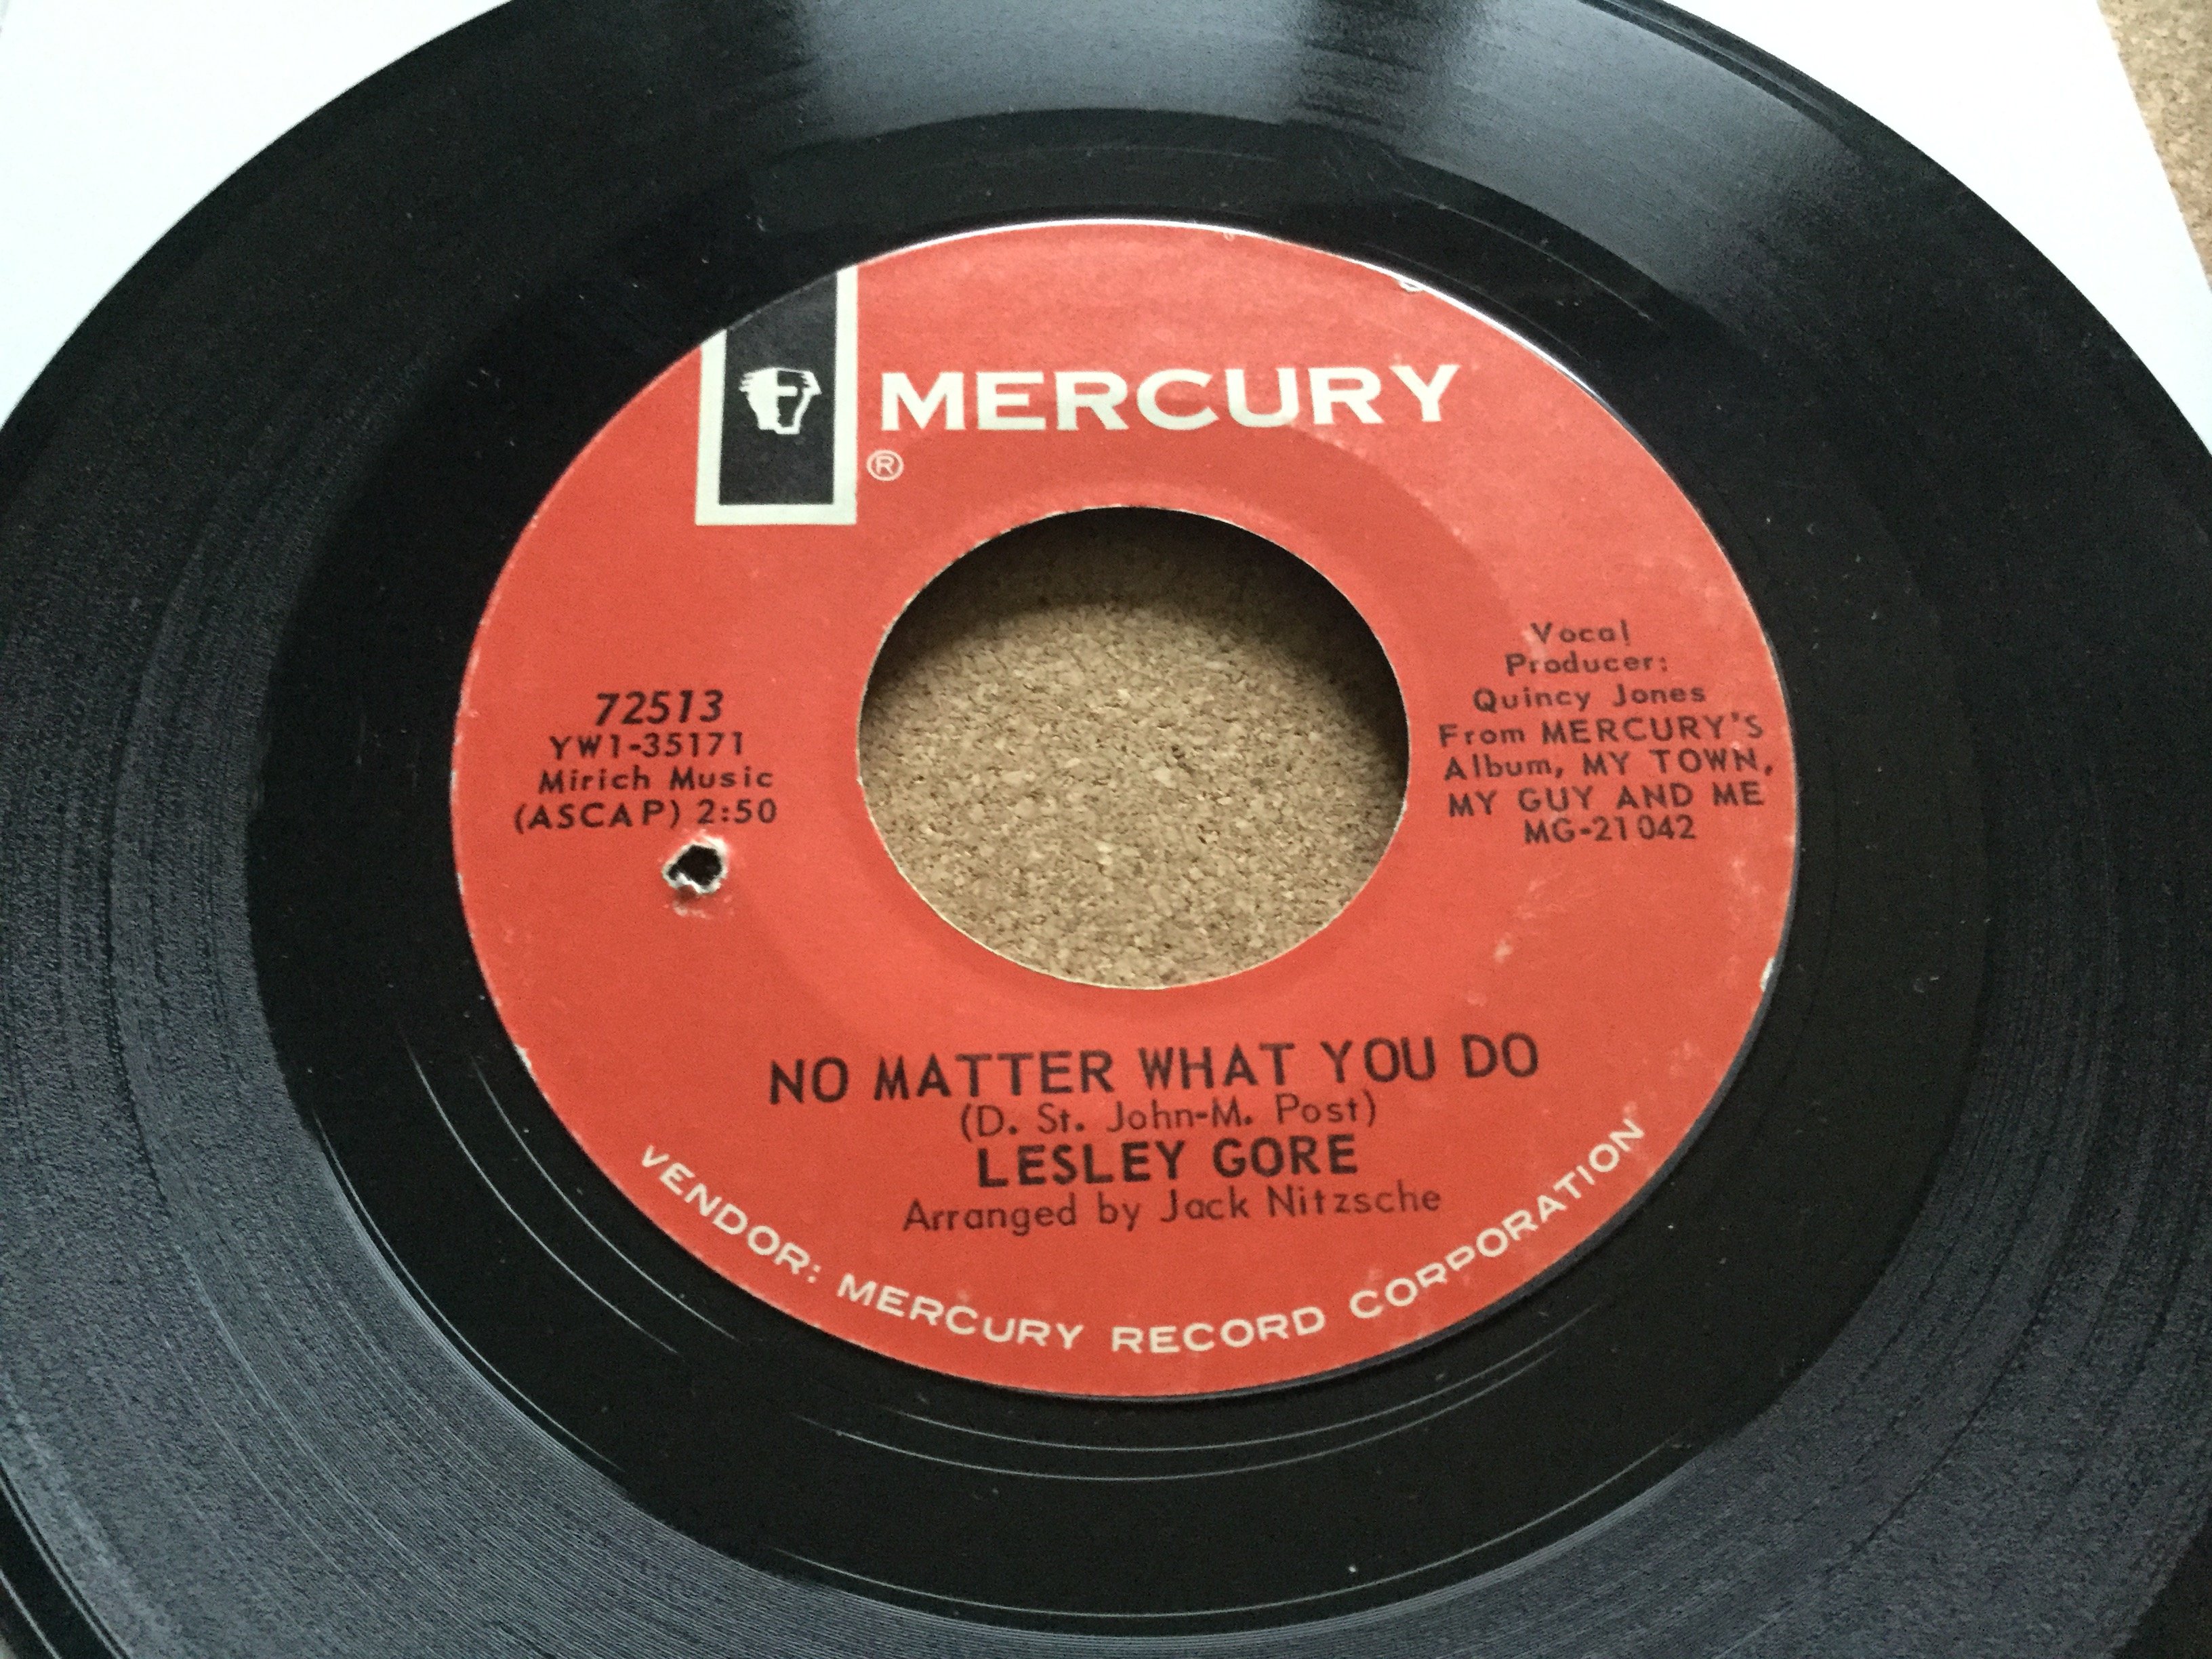 MERCURY
®
72513
YW1-35171
Mirich Music
(ASCAP) 2:50
Vocal
Producer:
Quincy Jones
From MERCURY'S
Album, MY TOWN,
MY GUY AND ME
MG-21042
NO MATTER WHAT YOU DO
(D. St. John-M. Post)
LESLEY GORE
Arranged by Jack Nitzsche
VENDOR: MERCURY RECORD CORPORATION